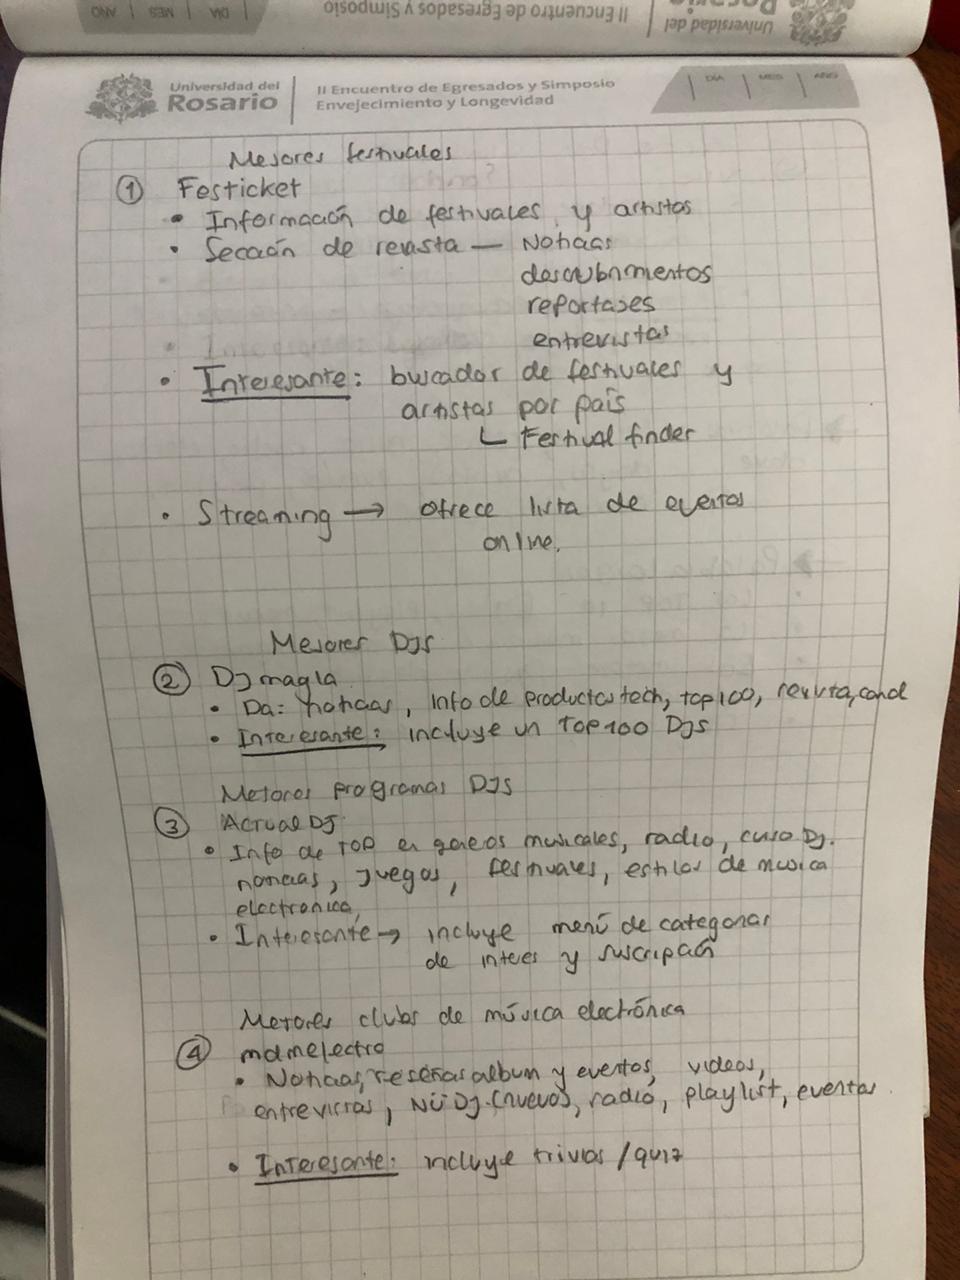 II Encuentro de Egresados y Simposio
Universidad del
DÍA MES AÑO
Universidad del
Rosario
II Encuentro de Egresados y Simposio
Envejecimiento y Longevidad
DÍA MES AÑO
Mejores festivales
① Festicket
• Información de festivales y artistas
• Sección de revista — Noticias
descubrimientos
reportajes
entrevistas
• Interesante: buscador de festivales y
artistas por país
↳ Festival finder
• Streaming → ofrece lista de eventos
online.
Mejores DJs
② DJ magla
• Da: noticias, info de productos tech, top 100, revista,
• Interesante: incluye un TOP 100 DJs
Mejores programas DJs
③ Actual DJ
• Info de TOP en géneros musicales, radio, curso Dj.
noticias, Juegos, festivales, estilos de musica
electronica,
• Interesante → incluye menú de categorias
de interes y suscripción
Mejores clubs de música electrónica
④ mdmelectro
• Noticias, reseñas album y eventos, videos,
entrevistas, NÜ Dj (nuevos), radio, playlist, eventos
• Interesante: incluye trivias / quiz